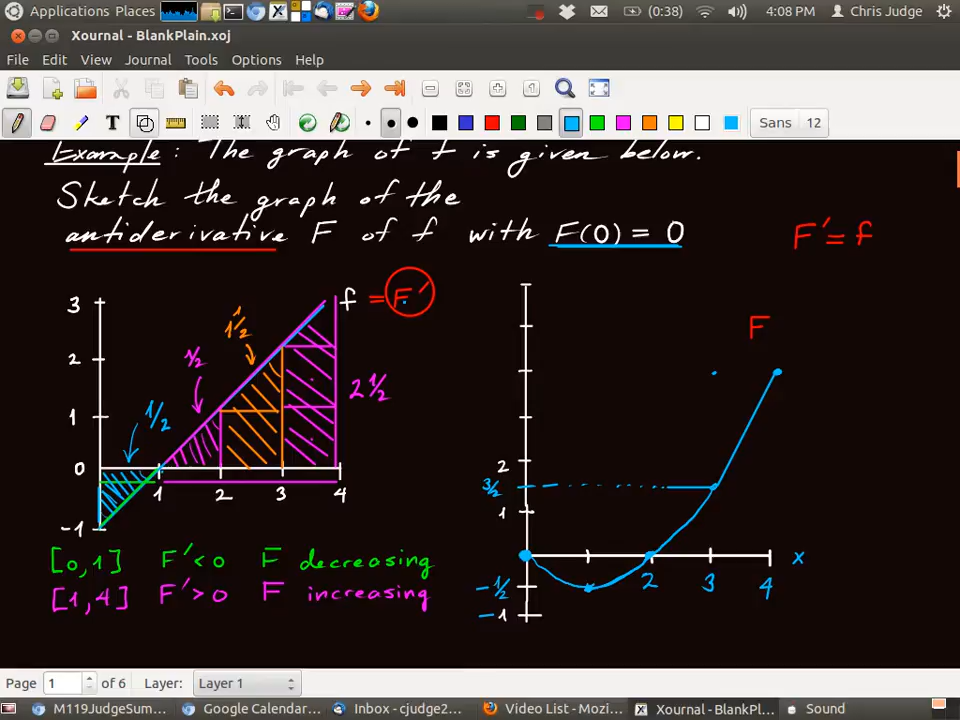 Applications Places (0:38) 4:08 PM Chris Judge
Xournal - BlankPlain.xoj
File Edit View Journal Tools Options Help
Sans 12
Example: The graph of f is given below.
Sketch the graph of the
antiderivative F of f with F(0) = 0
F' = f
3
f = F'
1 1/2
F
2
1/2
2 1/2
1/2
1
2
0
3/2
1
1 2 3 4
-1
x
2 3 4
-1/2
-1
[0,1] F' < 0 F decreasing
[1,4] F' > 0 F increasing
Page 1 of 6 Layer: Layer 1
M119JudgeSum... Google Calendar... Inbox - cjudge2... Video List - Mozi... Xournal - BlankPl... Sound